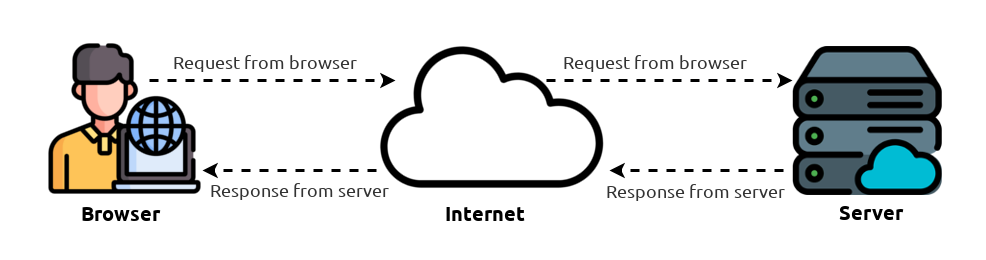 Request from browser
Request from browser
Response from server
Response from server
Browser
Internet
Server